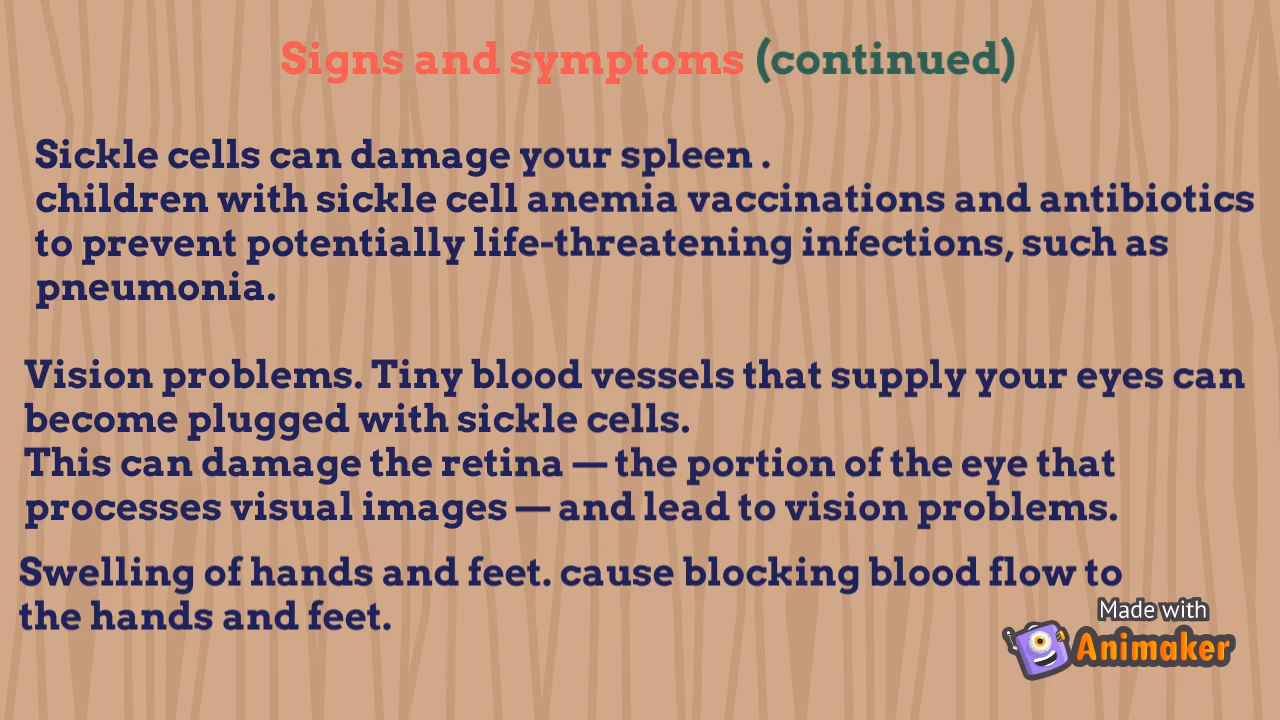 Signs and symptoms (continued)
Sickle cells can damage your spleen .
children with sickle cell anemia vaccinations and antibiotics
to prevent potentially life-threatening infections, such as
pneumonia.
Vision problems. Tiny blood vessels that supply your eyes can
become plugged with sickle cells.
This can damage the retina — the portion of the eye that
processes visual images — and lead to vision problems.
Swelling of hands and feet. cause blocking blood flow to
the hands and feet.
Made with
Animaker